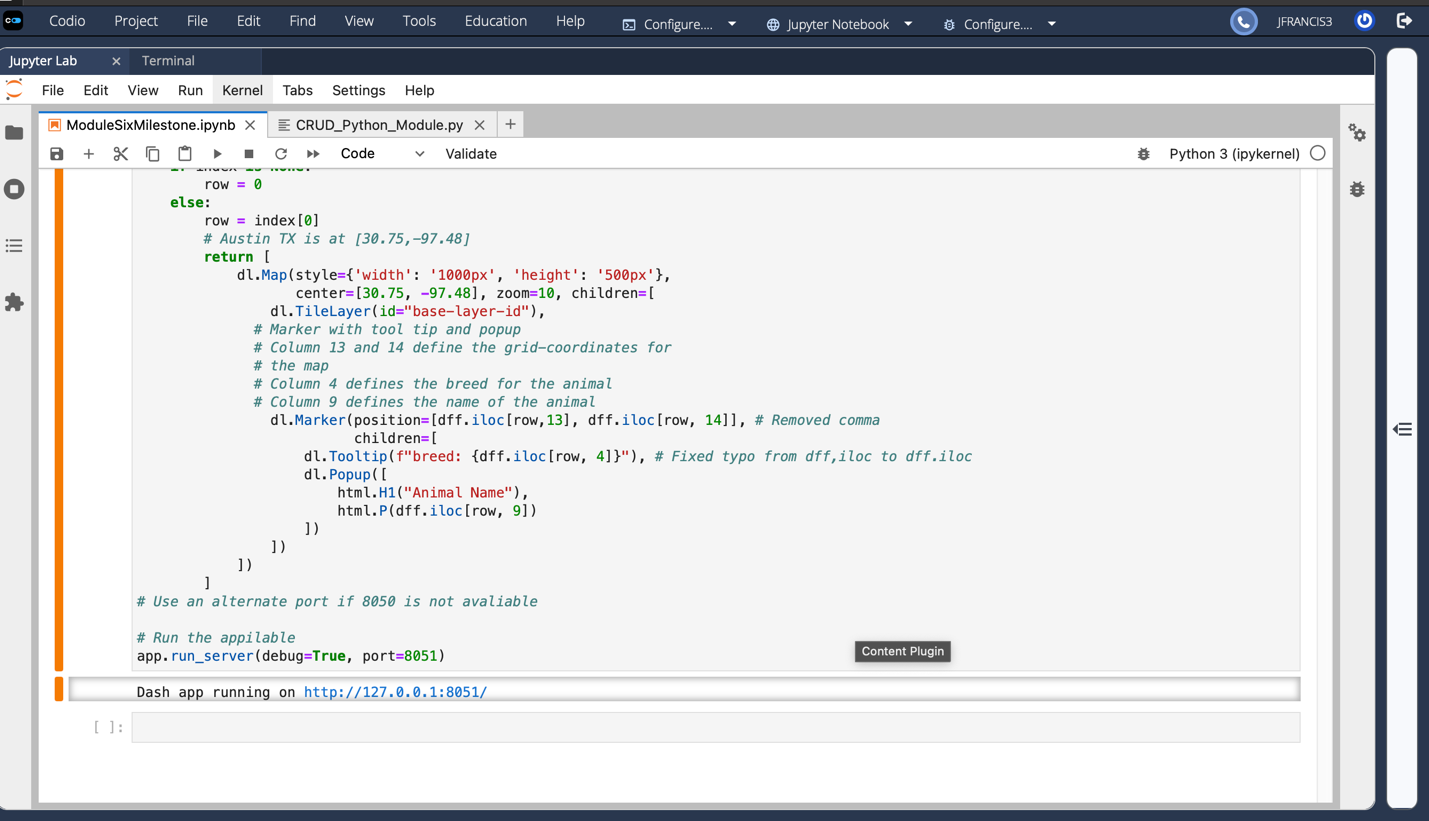 Codio Project File Edit Find View Tools Education Help Configure.... Jupyter Notebook Configure.... JFRANCIS3
Jupyter Lab Terminal
File Edit View Run Kernel Tabs Settings Help
ModuleSixMilestone.ipynb CRUD_Python_Module.py
Code Validate Python 3 (ipykernel)
if index is None:
row = 0
else:
row = index[0]
# Austin TX is at [30.75,-97.48]
return [
dl.Map(style={'width': '1000px', 'height': '500px'},
center=[30.75, -97.48], zoom=10, children=[
dl.TileLayer(id="base-layer-id"),
# Marker with tool tip and popup
# Column 13 and 14 define the grid-coordinates for
# the map
# Column 4 defines the breed for the animal
# Column 9 defines the name of the animal
dl.Marker(position=[dff.iloc[row,13], dff.iloc[row, 14]], # Removed comma
children=[
dl.Tooltip(f"breed: {dff.iloc[row, 4]}"), # Fixed typo from dff,iloc to dff.iloc
dl.Popup([
html.H1("Animal Name"),
html.P(dff.iloc[row, 9])
])
])
])
]
# Use an alternate port if 8050 is not avaliable
# Run the appilable
app.run_server(debug=True, port=8051)
Content Plugin
Dash app running on http://127.0.0.1:8051/
[ ]: